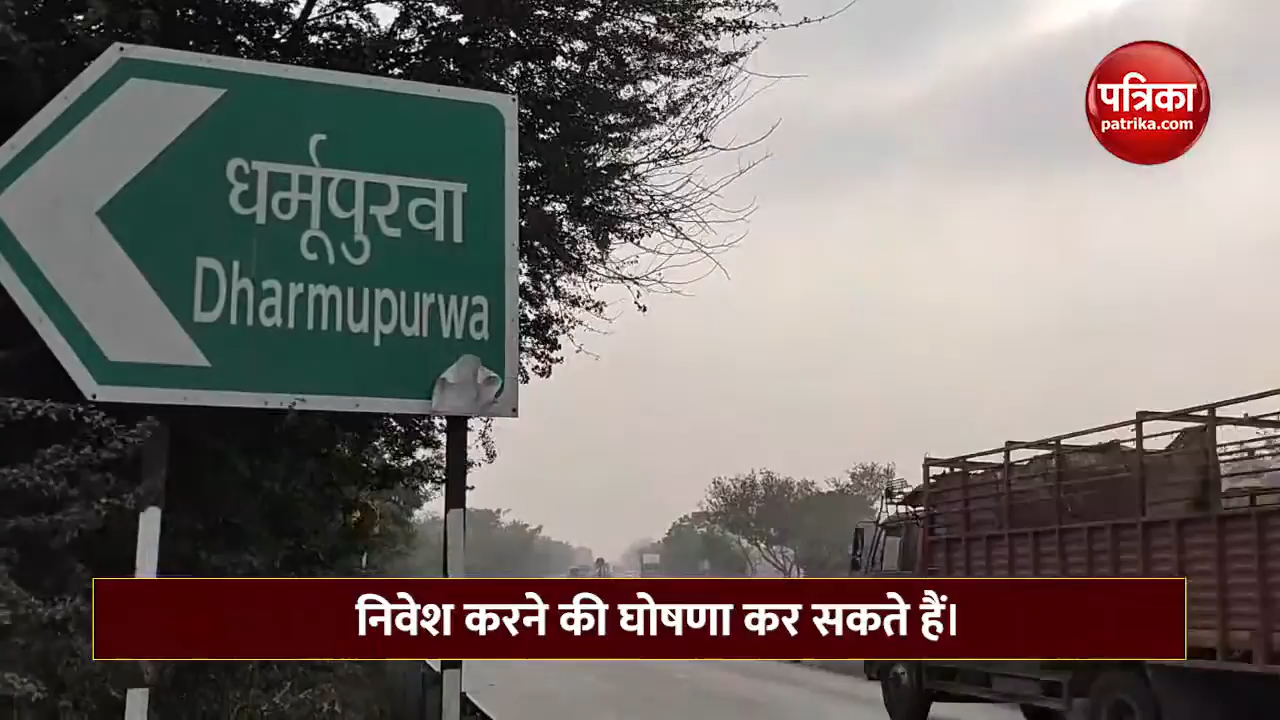 धर्मूपुरवा
Dharmupurwa
पत्रिका
patrika.com
निवेश करने की घोषणा कर सकते हैं।